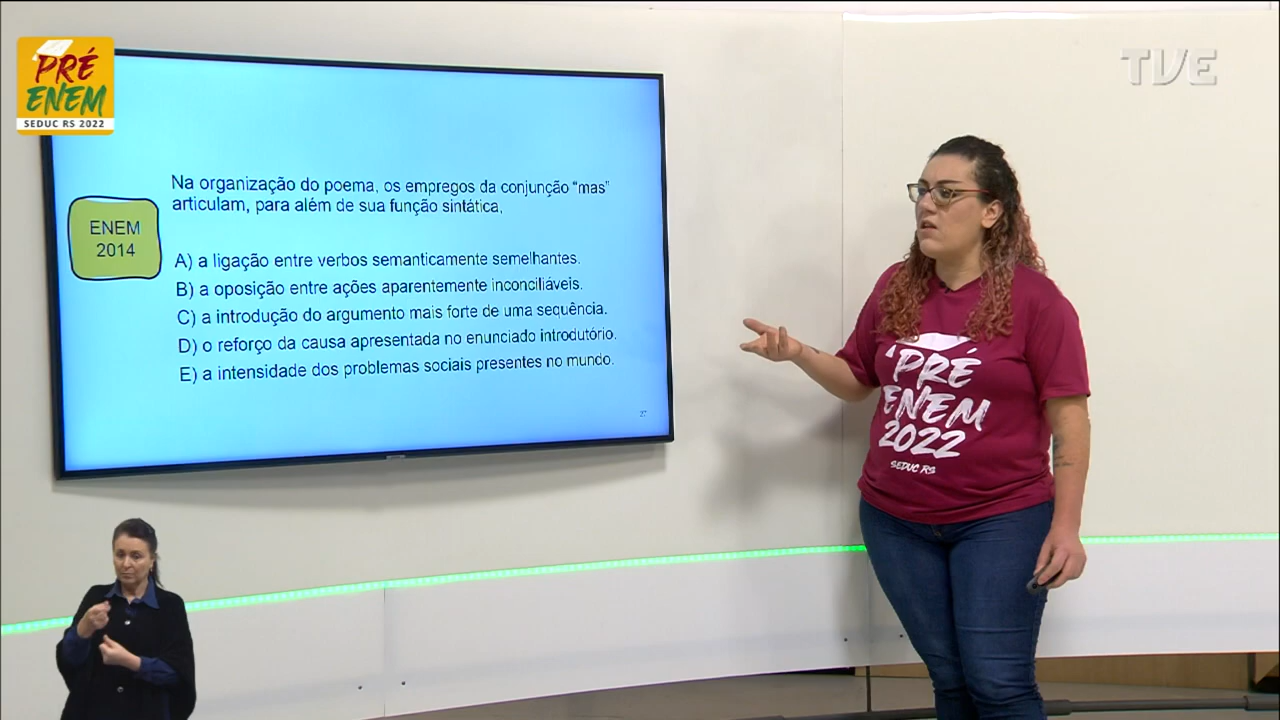 PRÉ
ENEM
SEDUC RS 2022
TVE
Na organização do poema, os empregos da conjunção “mas”
articulam, para além de sua função sintática,
ENEM
2014
A) a ligação entre verbos semanticamente semelhantes.
B) a oposição entre ações aparentemente inconciliáveis.
C) a introdução do argumento mais forte de uma sequência.
D) o reforço da causa apresentada no enunciado introdutório.
E) a intensidade dos problemas sociais presentes no mundo.
27
PRÉ
ENEM
2022
SEDUC RS